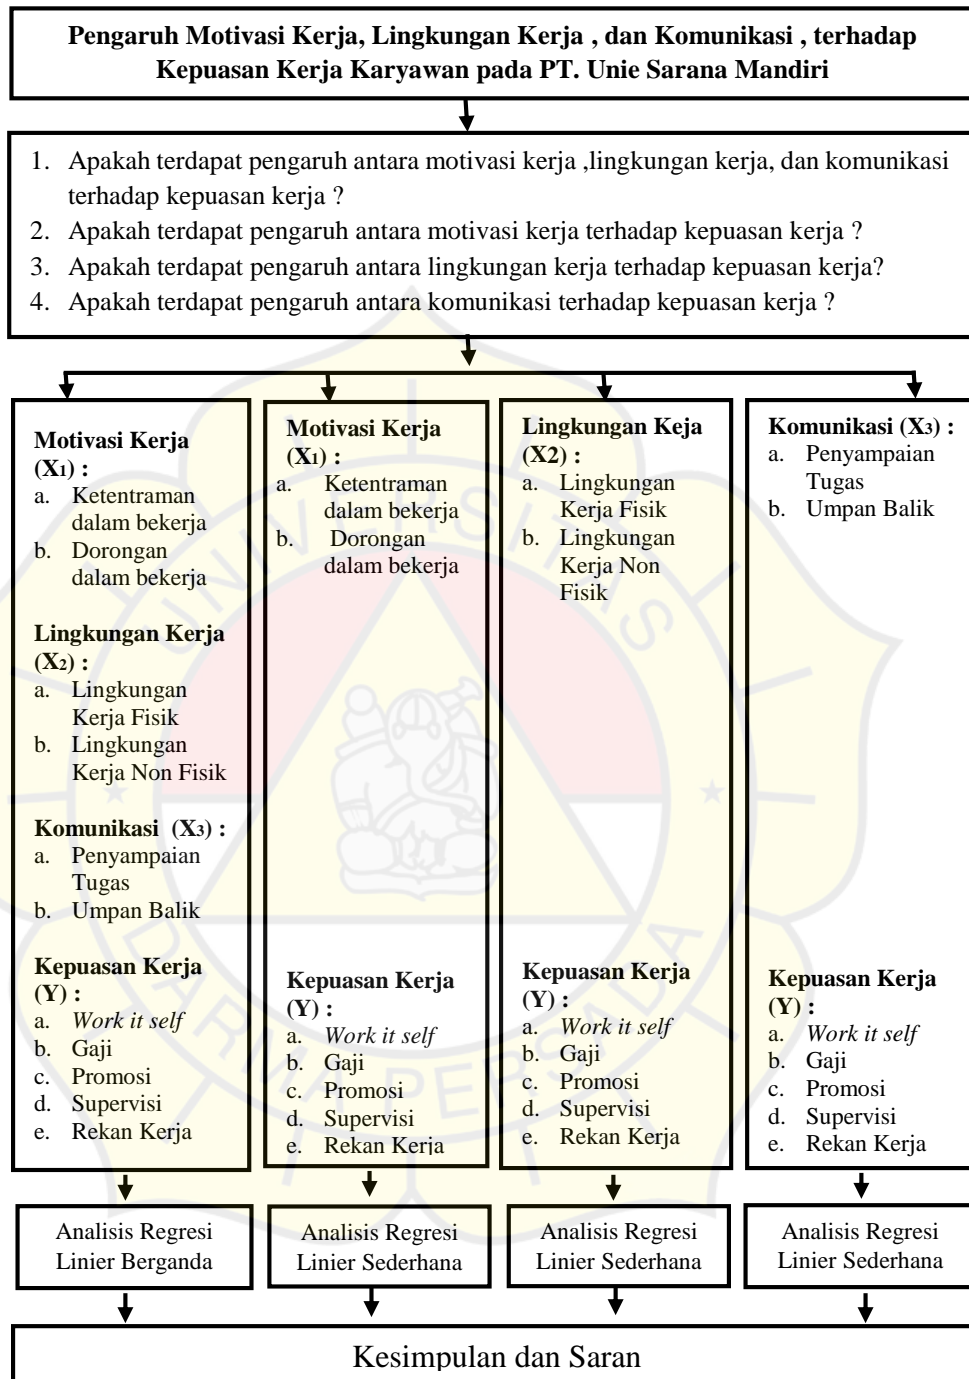 Pengaruh Motivasi Kerja, Lingkungan Kerja , dan Komunikasi , terhadap
Kepuasan Kerja Karyawan pada PT. Unie Sarana Mandiri
1. Apakah terdapat pengaruh antara motivasi kerja ,lingkungan kerja, dan komunikasi
terhadap kepuasan kerja ?
2. Apakah terdapat pengaruh antara motivasi kerja terhadap kepuasan kerja ?
3. Apakah terdapat pengaruh antara lingkungan kerja terhadap kepuasan kerja?
4. Apakah terdapat pengaruh antara komunikasi terhadap kepuasan kerja ?
Motivasi Kerja
(X1) :
a. Ketentraman
dalam bekerja
b. Dorongan
dalam bekerja
Lingkungan Kerja
(X2) :
a. Lingkungan
Kerja Fisik
b. Lingkungan
Kerja Non Fisik
Komunikasi (X3) :
a. Penyampaian
Tugas
b. Umpan Balik
Kepuasan Kerja
(Y) :
a. Work it self
b. Gaji
c. Promosi
d. Supervisi
e. Rekan Kerja
Motivasi Kerja
(X1) :
a. Ketentraman
dalam bekerja
b. Dorongan
dalam bekerja
Kepuasan Kerja
(Y) :
a. Work it self
b. Gaji
c. Promosi
d. Supervisi
e. Rekan Kerja
Lingkungan Keja
(X2) :
a. Lingkungan
Kerja Fisik
b. Lingkungan
Kerja Non
Fisik
Kepuasan Kerja
(Y) :
a. Work it self
b. Gaji
c. Promosi
d. Supervisi
e. Rekan Kerja
Komunikasi (X3) :
a. Penyampaian
Tugas
b. Umpan Balik
Kepuasan Kerja
(Y) :
a. Work it self
b. Gaji
c. Promosi
d. Supervisi
e. Rekan Kerja
Analisis Regresi
Linier Berganda
Analisis Regresi
Linier Sederhana
Analisis Regresi
Linier Sederhana
Analisis Regresi
Linier Sederhana
Kesimpulan dan Saran
UNIVERSITAS
DARMA PERSADA